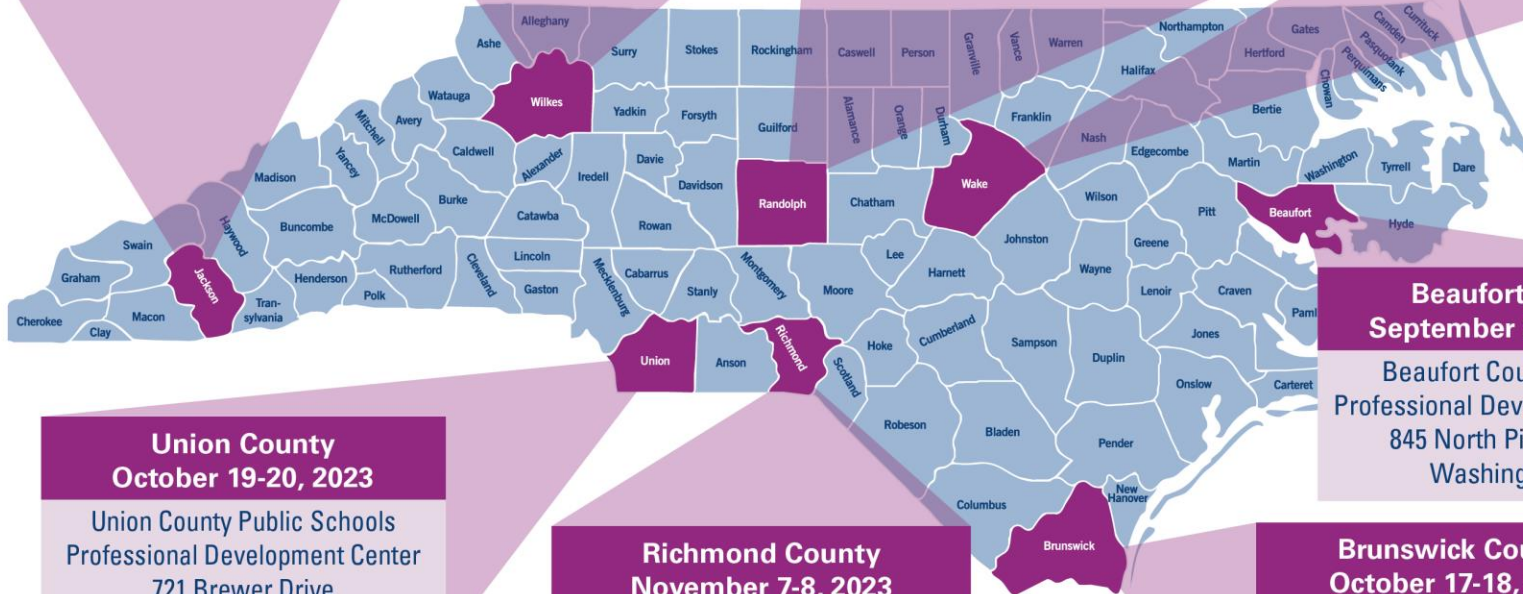 Alleghany
Ashe
Surry
Stokes
Rockingham
Caswell
Person
Granville
Vance
Warren
Northampton
Gates
Hertford
Camden
Currituck
Pasquotank
Perquimans
Chowan
Halifax
Watauga
Wilkes
Yadkin
Forsyth
Guilford
Alamance
Orange
Durham
Franklin
Nash
Bertie
Mitchell
Avery
Yancey
Caldwell
Alexander
Iredell
Davie
Davidson
Randolph
Chatham
Wake
Edgecombe
Martin
Washington
Tyrrell
Dare
Madison
Buncombe
McDowell
Burke
Catawba
Rowan
Wilson
Pitt
Beaufort
Hyde
Haywood
Swain
Graham
Jackson
Henderson
Rutherford
Polk
Cleveland
Lincoln
Gaston
Mecklenburg
Cabarrus
Stanly
Montgomery
Moore
Lee
Harnett
Johnston
Greene
Wayne
Lenoir
Craven
Paml
Cherokee
Clay
Macon
Tran-
sylvania
Union
Anson
Richmond
Scotland
Hoke
Cumberland
Sampson
Duplin
Jones
Onslow
Carteret
Robeson
Bladen
Pender
Columbus
New
Hanover
Brunswick
Beaufort
September
Beaufort Cou
Professional Dev
845 North Pi
Washing
Union County
October 19-20, 2023
Union County Public Schools
Professional Development Center
721 Brewer Drive
Richmond County
November 7-8, 2023
Brunswick Cou
October 17-18,